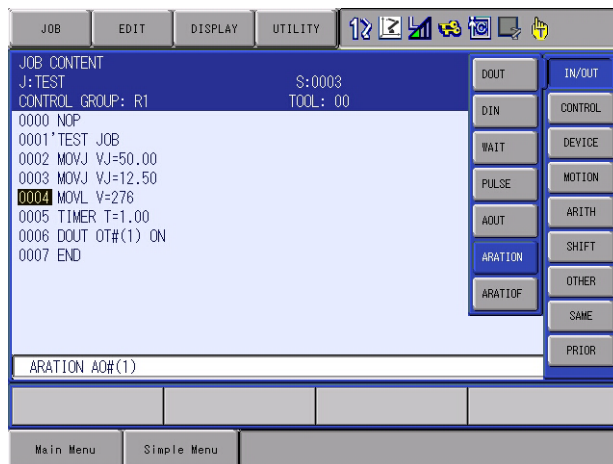 JOB EDIT DISPLAY UTILITY
JOB CONTENT
J:TEST S:0003
CONTROL GROUP: R1 TOOL: 00
0000 NOP
0001'TEST JOB
0002 MOVJ VJ=50.00
0003 MOVJ VJ=12.50
0004 MOVL V=276
0005 TIMER T=1.00
0006 DOUT OT#(1) ON
0007 END
DOUT
DIN
WAIT
PULSE
AOUT
ARATION
ARATIOF
IN/OUT
CONTROL
DEVICE
MOTION
ARITH
SHIFT
OTHER
SAME
PRIOR
ARATION AO#(1)
Main Menu Simple Menu